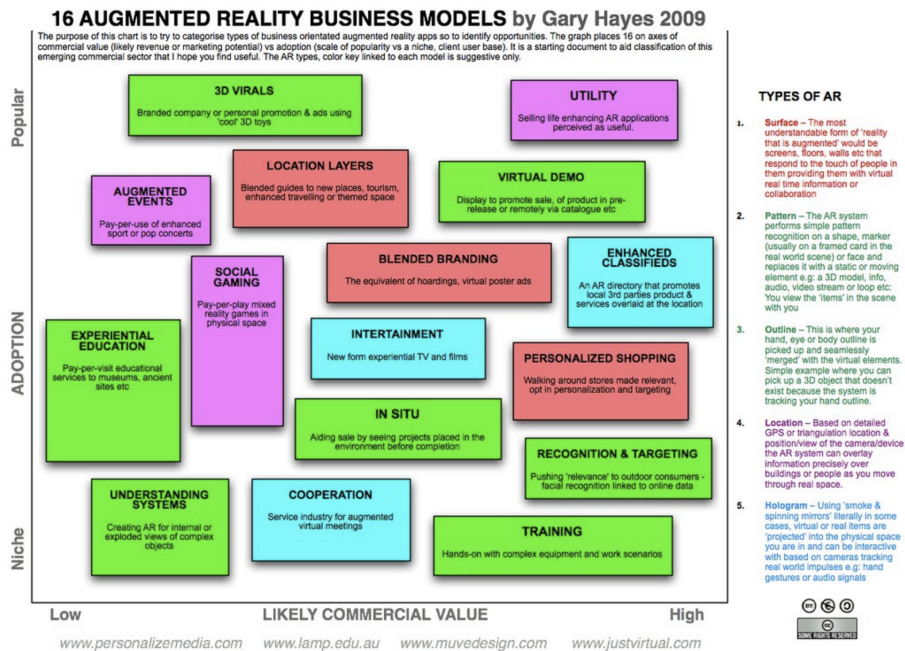 16 AUGMENTED REALITY BUSINESS MODELS by Gary Hayes 2009
The purpose of this chart is to try to categorise types of business orientated augmented reality apps so to identify opportunities. The graph places 16 on axes of
commercial value (likely revenue or marketing potential) vs adoption (scale of popularity vs a niche, client user base). It is a starting document to aid classification of this
emerging commercial sector that I hope you find useful. The AR types, color key linked to each model is suggestive only.
Popular
ADOPTION
Niche
3D VIRALS
Branded company or personal promotion & ads using
'cool' 3D toys
UTILITY
Selling life enhancing AR applications
perceived as useful.
LOCATION LAYERS
Blended guides to new places, tourism,
enhanced travelling or themed space
VIRTUAL DEMO
Display to promote sale, of product in pre-
release or remotely via catalogue etc
AUGMENTED
EVENTS
Pay-per-use of enhanced
sport or pop concerts
BLENDED BRANDING
The equivalent of hoardings, virtual poster ads
ENHANCED
CLASSIFIEDS
An AR directory that promotes
local 3rd parties product &
services overlaid at the location
SOCIAL
GAMING
Pay-per-play mixed
reality games in
physical space
EXPERIENTIAL
EDUCATION
Pay-per-visit educational
services to museums, ancient
sites etc
INTERTAINMENT
New form experiential TV and films
PERSONALIZED SHOPPING
Walking around stores made relevant,
opt in personalization and targeting
IN SITU
Aiding sale by seeing projects placed in the
environment before completion
RECOGNITION & TARGETING
Pushing 'relevance' to outdoor consumers -
facial recognition linked to online data
UNDERSTANDING
SYSTEMS
Creating AR for internal or
exploded views of complex
objects
COOPERATION
Service industry for augmented
virtual meetings
TRAINING
Hands-on with complex equipment and work scenarios
Low
LIKELY COMMERCIAL VALUE
High
www.personalizemedia.com www.lamp.edu.au www.muvedesign.com www.justvirtual.com
TYPES OF AR
1. Surface – The most
understandable form of 'reality
that is augmented' would be
screens, floors, walls etc that
respond to the touch of people in
them providing them with virtual
real time information or
collaboration
2. Pattern – The AR system
performs simple pattern
recognition on a shape, marker
(usually on a framed card in the
real world scene) or face and
replaces it with a static or moving
element e.g: a 3D model, info,
audio, video stream or loop etc:
You view the 'items' in the scene
with you
3. Outline – This is where your
hand, eye or body outline is
picked up and seamlessly
'merged' with the virtual elements.
Simple example where you can
pick up a 3D object that doesn't
exist because the system is
tracking your hand outline.
4. Location – Based on detailed
GPS or triangulation location &
position/view of the camera/device
the AR system can overlay
information precisely over
buildings or people as you move
through real space.
5. Hologram – Using 'smoke &
spinning mirrors' literally in some
cases, virtual or real items are
'projected' into the physical space
you are in and can be interactive
with based on cameras tracking
real world impulses e.g: hand
gestures or audio signals
cc
SOME RIGHTS RESERVED